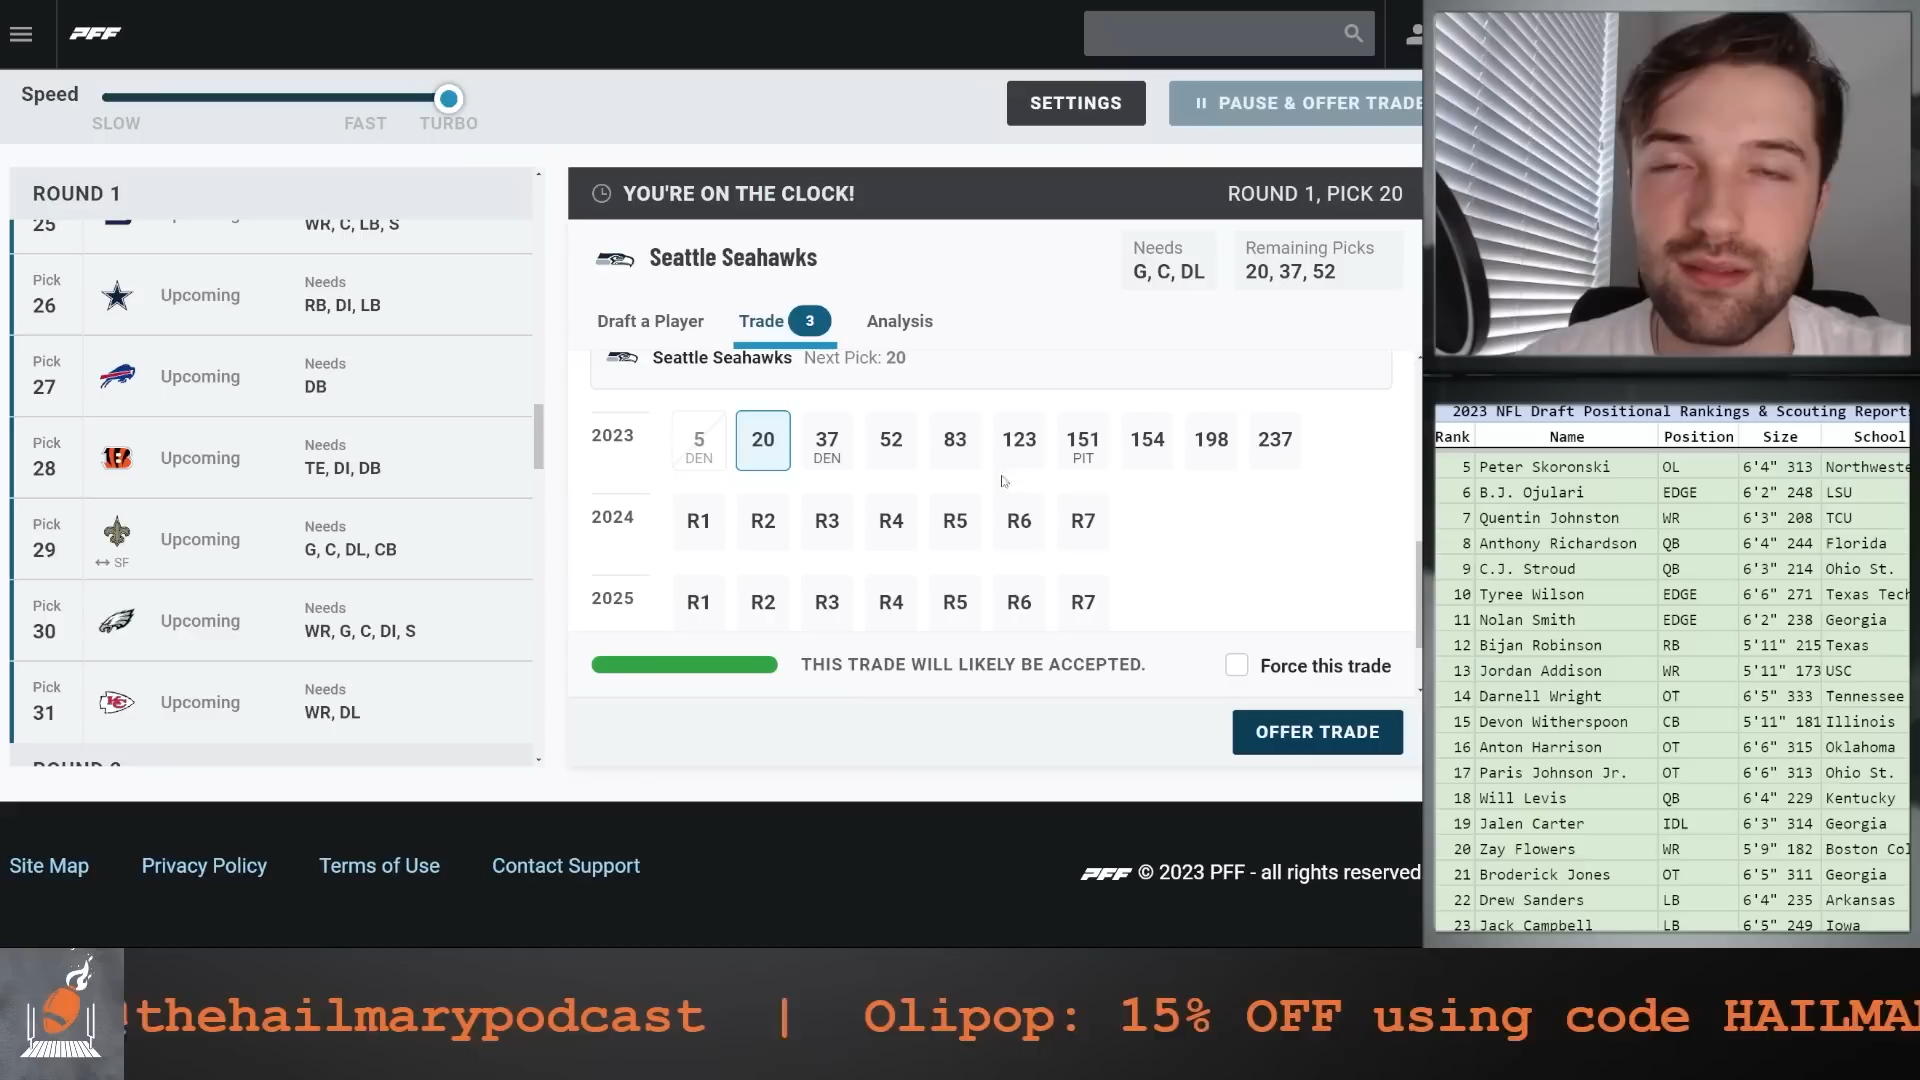 PFF
Speed
SLOW
FAST
TURBO
SETTINGS
PAUSE & OFFER TRADE
ROUND 1
25
WR, C, LB, S
Pick
26
Upcoming
Needs
RB, DI, LB
Pick
27
Upcoming
Needs
DB
Pick
28
Upcoming
Needs
TE, DI, DB
Pick
29
SF
Upcoming
Needs
G, C, DL, CB
Pick
30
Upcoming
Needs
WR, G, C, DI, S
Pick
31
Upcoming
Needs
WR, DL
YOU'RE ON THE CLOCK!
ROUND 1, PICK 20
Seattle Seahawks
Needs
G, C, DL
Remaining Picks
20, 37, 52
Draft a Player
Trade 3
Analysis
Seattle Seahawks Next Pick: 20
2023 5 DEN 20 37 DEN 52 83 123 151 PIT 154 198 237
2024 R1 R2 R3 R4 R5 R6 R7
2025 R1 R2 R3 R4 R5 R6 R7
THIS TRADE WILL LIKELY BE ACCEPTED.
Force this trade
OFFER TRADE
Site Map
Privacy Policy
Terms of Use
Contact Support
PFF © 2023 PFF - all rights reserved
2023 NFL Draft Positional Rankings & Scouting Reports
Rank Name Position Size School
5 Peter Skoronski OL 6'4" 313 Northweste
6 B.J. Ojulari EDGE 6'2" 248 LSU
7 Quentin Johnston WR 6'3" 208 TCU
8 Anthony Richardson QB 6'4" 244 Florida
9 C.J. Stroud QB 6'3" 214 Ohio St.
10 Tyree Wilson EDGE 6'6" 271 Texas Tech
11 Nolan Smith EDGE 6'2" 238 Georgia
12 Bijan Robinson RB 5'11" 215 Texas
13 Jordan Addison WR 5'11" 173 USC
14 Darnell Wright OT 6'5" 333 Tennessee
15 Devon Witherspoon CB 5'11" 181 Illinois
16 Anton Harrison OT 6'6" 315 Oklahoma
17 Paris Johnson Jr. OT 6'6" 313 Ohio St.
18 Will Levis QB 6'4" 229 Kentucky
19 Jalen Carter IDL 6'3" 314 Georgia
20 Zay Flowers WR 5'9" 182 Boston Col
21 Broderick Jones OT 6'5" 311 Georgia
22 Drew Sanders LB 6'4" 235 Arkansas
23 Jack Campbell LB 6'5" 249 Iowa
@thehailmarypodcast | Olipop: 15% OFF using code HAILMA